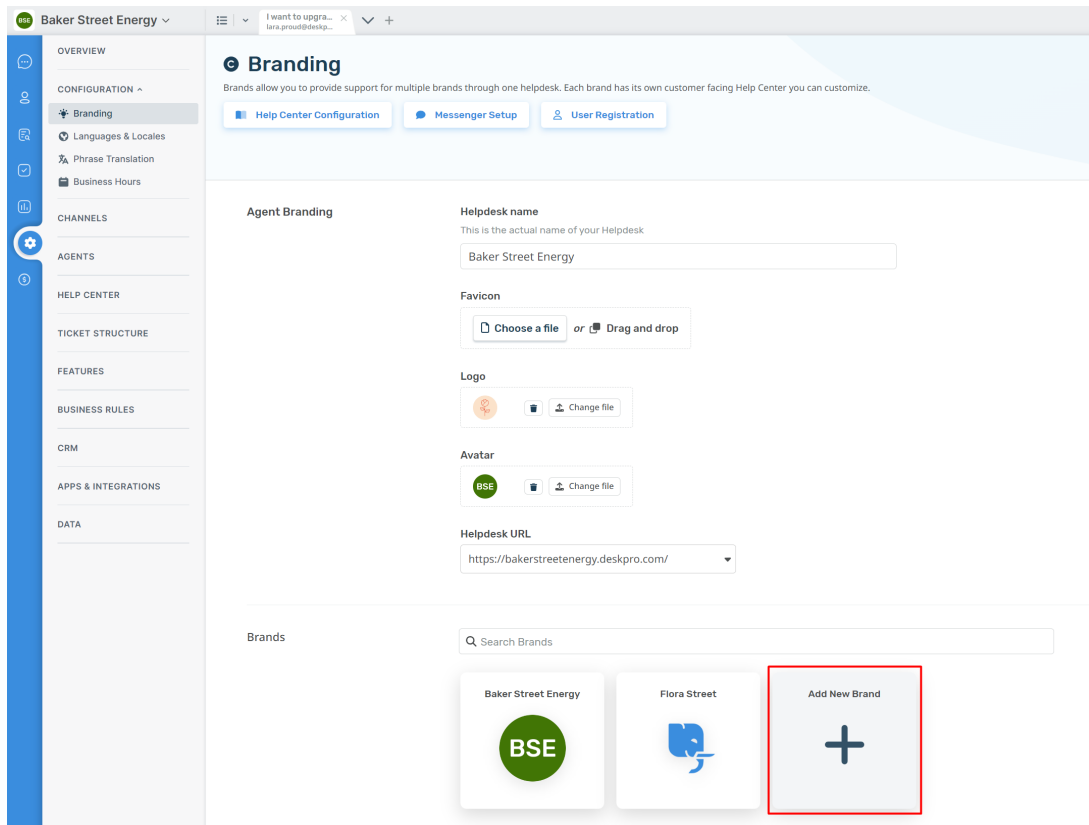 BSE Baker Street Energy
I want to upgra...
lara.proud@deskp...
OVERVIEW
CONFIGURATION
Branding
Languages & Locales
Phrase Translation
Business Hours
CHANNELS
AGENTS
HELP CENTER
TICKET STRUCTURE
FEATURES
BUSINESS RULES
CRM
APPS & INTEGRATIONS
DATA
Branding
Brands allow you to provide support for multiple brands through one helpdesk. Each brand has its own customer facing Help Center you can customize.
Help Center Configuration Messenger Setup User Registration
Agent Branding
Helpdesk name
This is the actual name of your Helpdesk
Baker Street Energy
Favicon
Choose a file or Drag and drop
Logo
Change file
Avatar
BSE Change file
Helpdesk URL
https://bakerstreetenergy.deskpro.com/
Brands
Search Brands
Baker Street Energy Flora Street Add New Brand
BSE